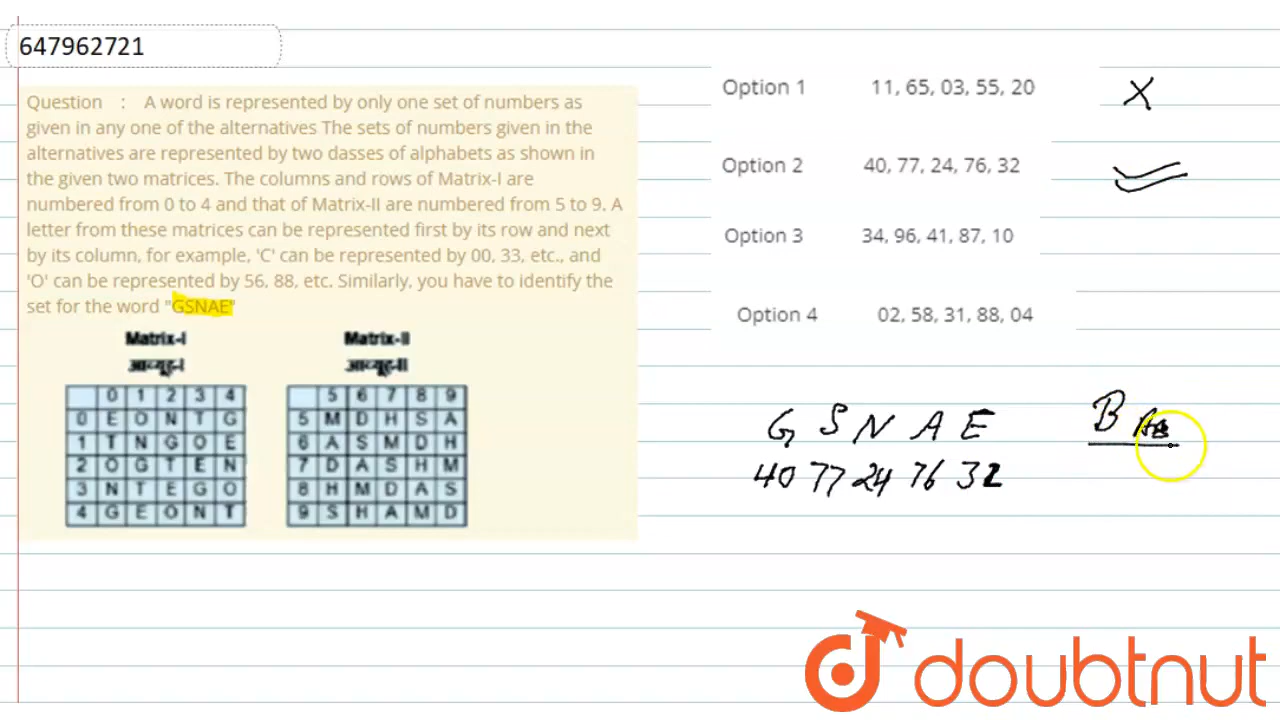 647962721
Question : A word is represented by only one set of numbers as
given in any one of the alternatives The sets of numbers given in the
alternatives are represented by two dasses of alphabets as shown in
the given two matrices. The columns and rows of Matrix-I are
numbered from 0 to 4 and that of Matrix-II are numbered from 5 to 9. A
letter from these matrices can be represented first by its row and next
by its column, for example, 'C' can be represented by 00, 33, etc., and
'O' can be represented by 56, 88, etc. Similarly, you have to identify the
set for the word "GSNAE"
Matrix-I
आव्यूह-I
0 1 2 3 4
0 E O N T G
1 T N G O E
2 O G T E N
3 N T E G O
4 G E O N T
Matrix-II
आव्यूह-II
5 6 7 8 9
5 M D H S A
6 A S M D H
7 D A S H M
8 H M D A S
9 S H A M D
Option 1 11, 65, 03, 55, 20
Option 2 40, 77, 24, 76, 32
Option 3 34, 96, 41, 87, 10
Option 4 02, 58, 31, 88, 04
G S N A E
40 77 24 76 32
B
doubtnut